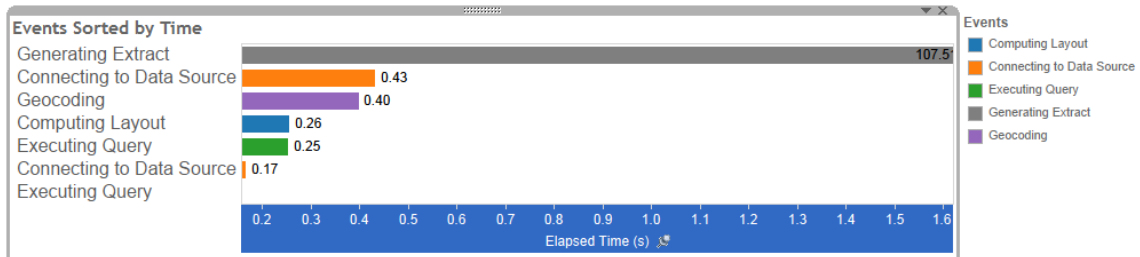 Events Sorted by Time
Generating Extract 107.51
Connecting to Data Source 0.43
Geocoding 0.40
Computing Layout 0.26
Executing Query 0.25
Connecting to Data Source 0.17
Executing Query
0.2 0.3 0.4 0.5 0.6 0.7 0.8 0.9 1.0 1.1 1.2 1.3 1.4 1.5 1.6
Elapsed Time (s)
Events
Computing Layout
Connecting to Data Source
Executing Query
Generating Extract
Geocoding